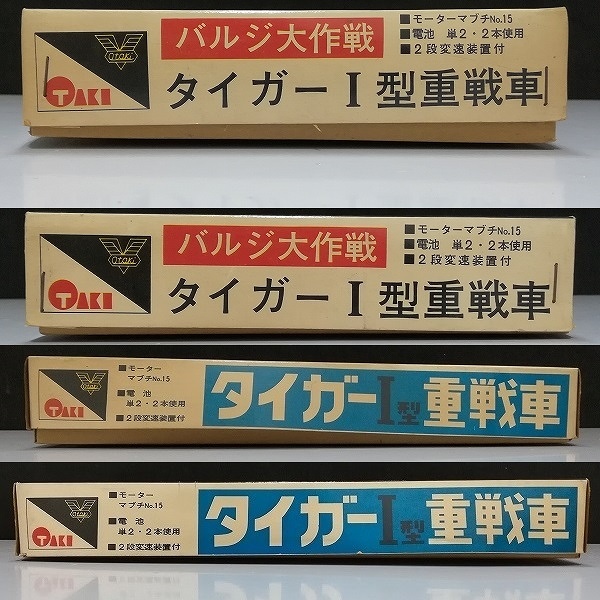 Otaki
OTAKI
バルジ大作戦
■モーターマブチNo.15
■電池 単2・2本使用
■2段変速装置付
タイガーI型重戦車
Otaki
OTAKI
バルジ大作戦
■モーターマブチNo.15
■電池 単2・2本使用
■2段変速装置付
タイガーI型重戦車
Otaki
OTAKI
■モーター
マブチNo.15
■電池
単2・2本使用
■2段変速装置付
タイガーI型重戦車
Otaki
OTAKI
■モーター
マブチNo.15
■電池
単2・2本使用
■2段変速装置付
タイガーI型重戦車